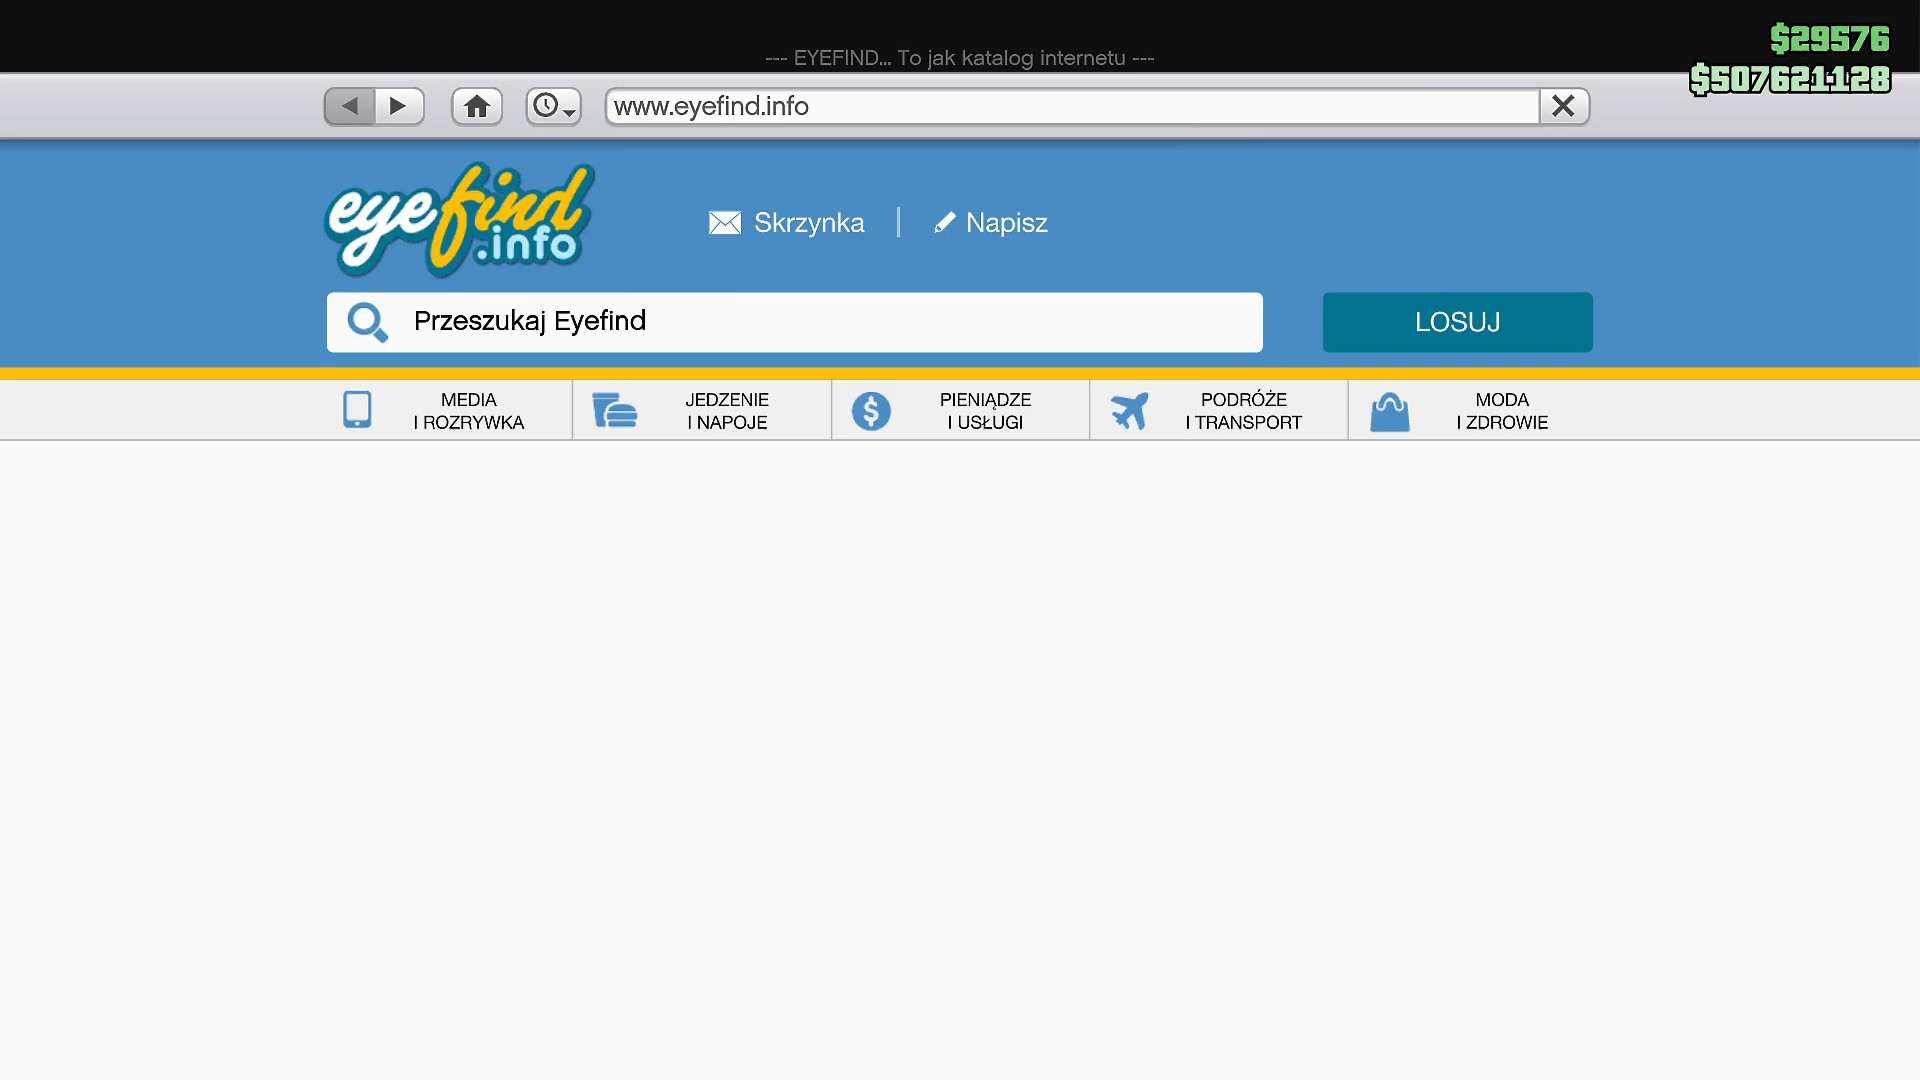 $29576
--- EYEFIND... To jak katalog internetu ---
$507621128
www.eyefind.info
eyefind
.info
Skrzynka | Napisz
Przeszukaj Eyefind
LOSUJ
MEDIA
I ROZRYWKA
JEDZENIE
I NAPOJE
PIENIĄDZE
I USŁUGI
PODRÓŻE
I TRANSPORT
MODA
I ZDROWIE